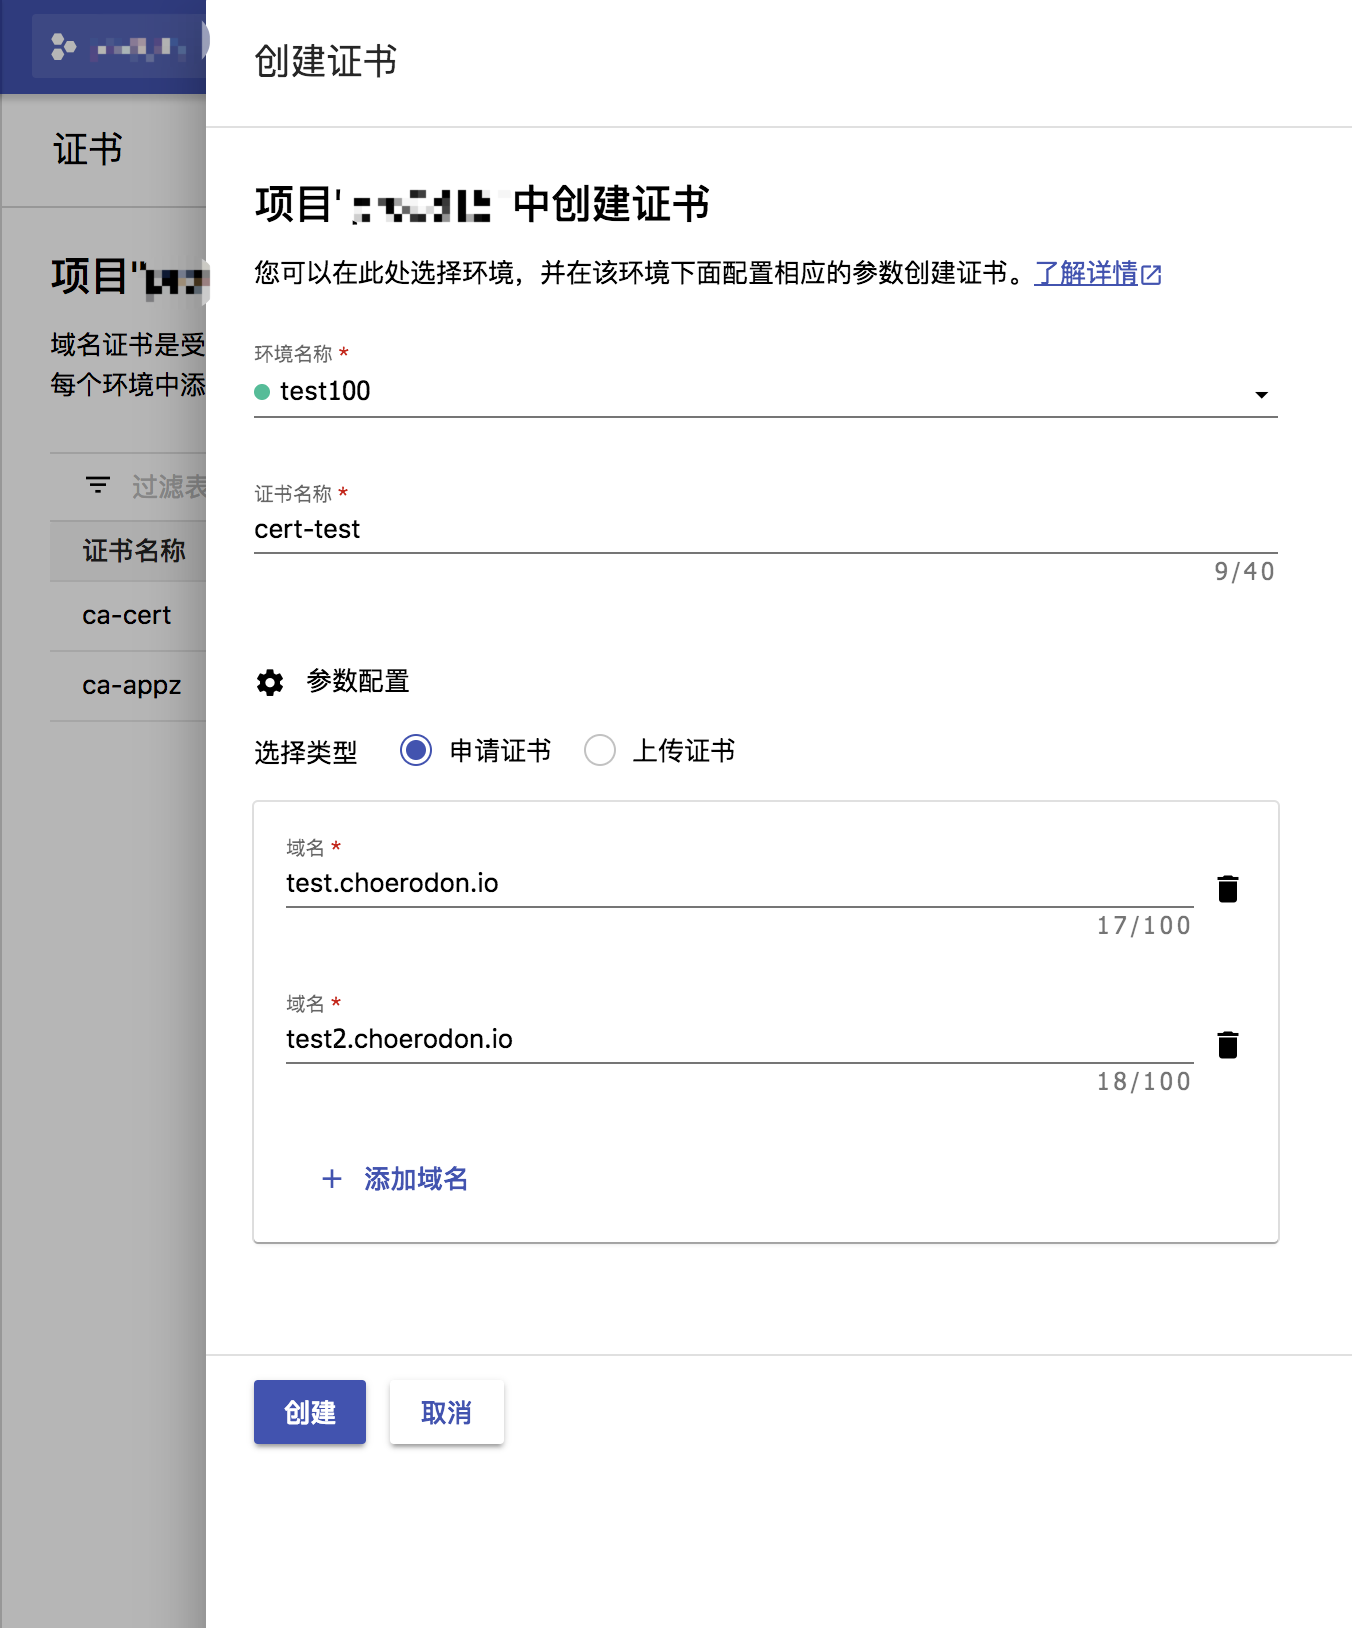 创建证书
证书
项目"
域名证书是受
每个环境中添
过滤表
证书名称
ca-cert
ca-appz
项目' "中创建证书
您可以在此处选择环境，并在该环境下面配置相应的参数创建证书。了解详情
环境名称 *
test100
证书名称 *
cert-test
9/40
参数配置
选择类型 申请证书 上传证书
域名 *
test.choerodon.io
17/100
域名 *
test2.choerodon.io
18/100
+ 添加域名
创建 取消